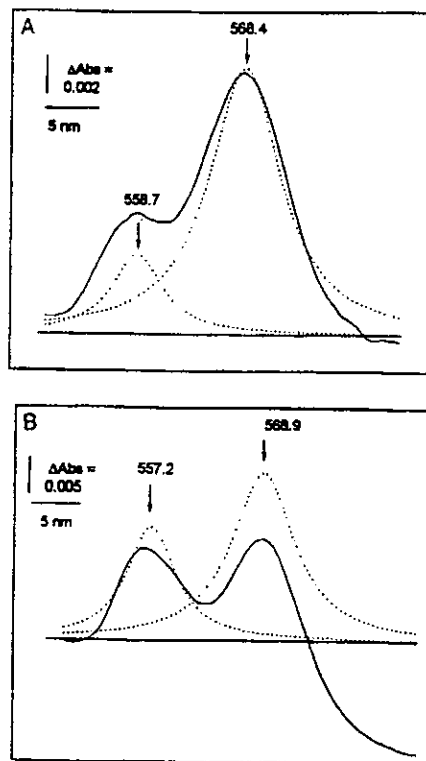 A
568.4
ΔAbs =
0.002
5 nm
558.7
B
568.9
557.2
ΔAbs =
0.005
5 nm